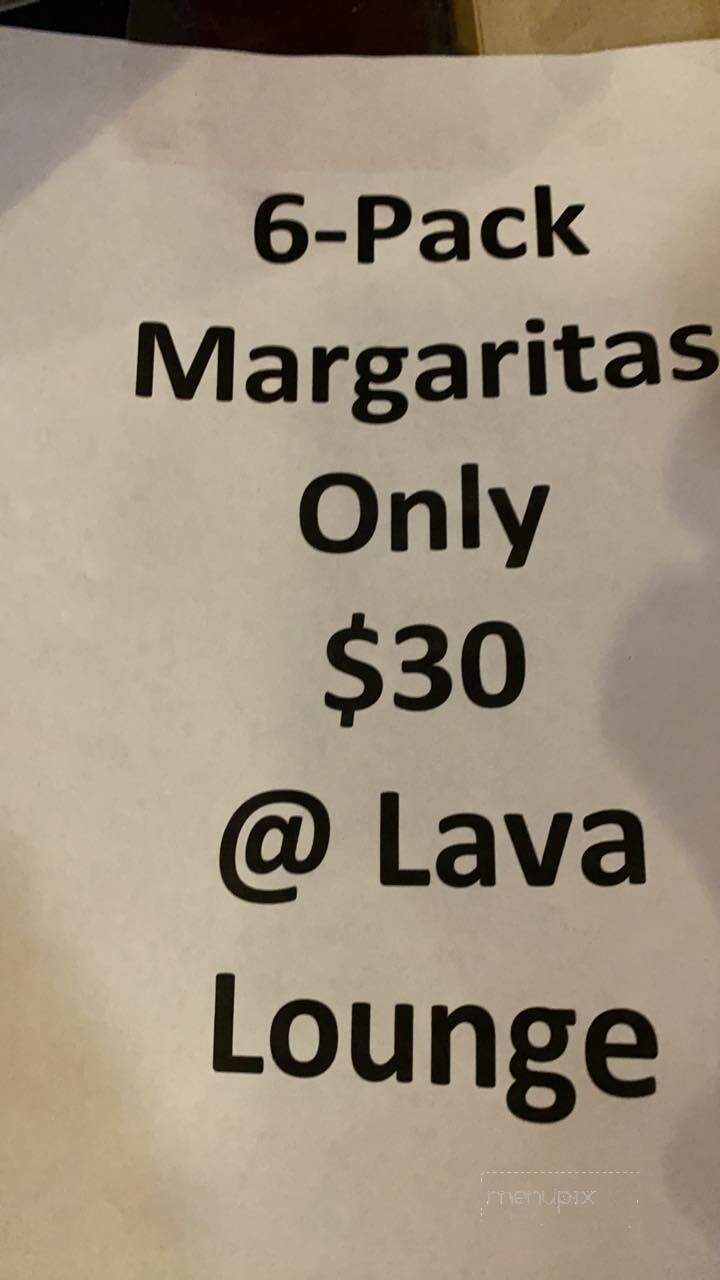 6-Pack
Margaritas
Only
$30
@ Lava
Lounge
menupix